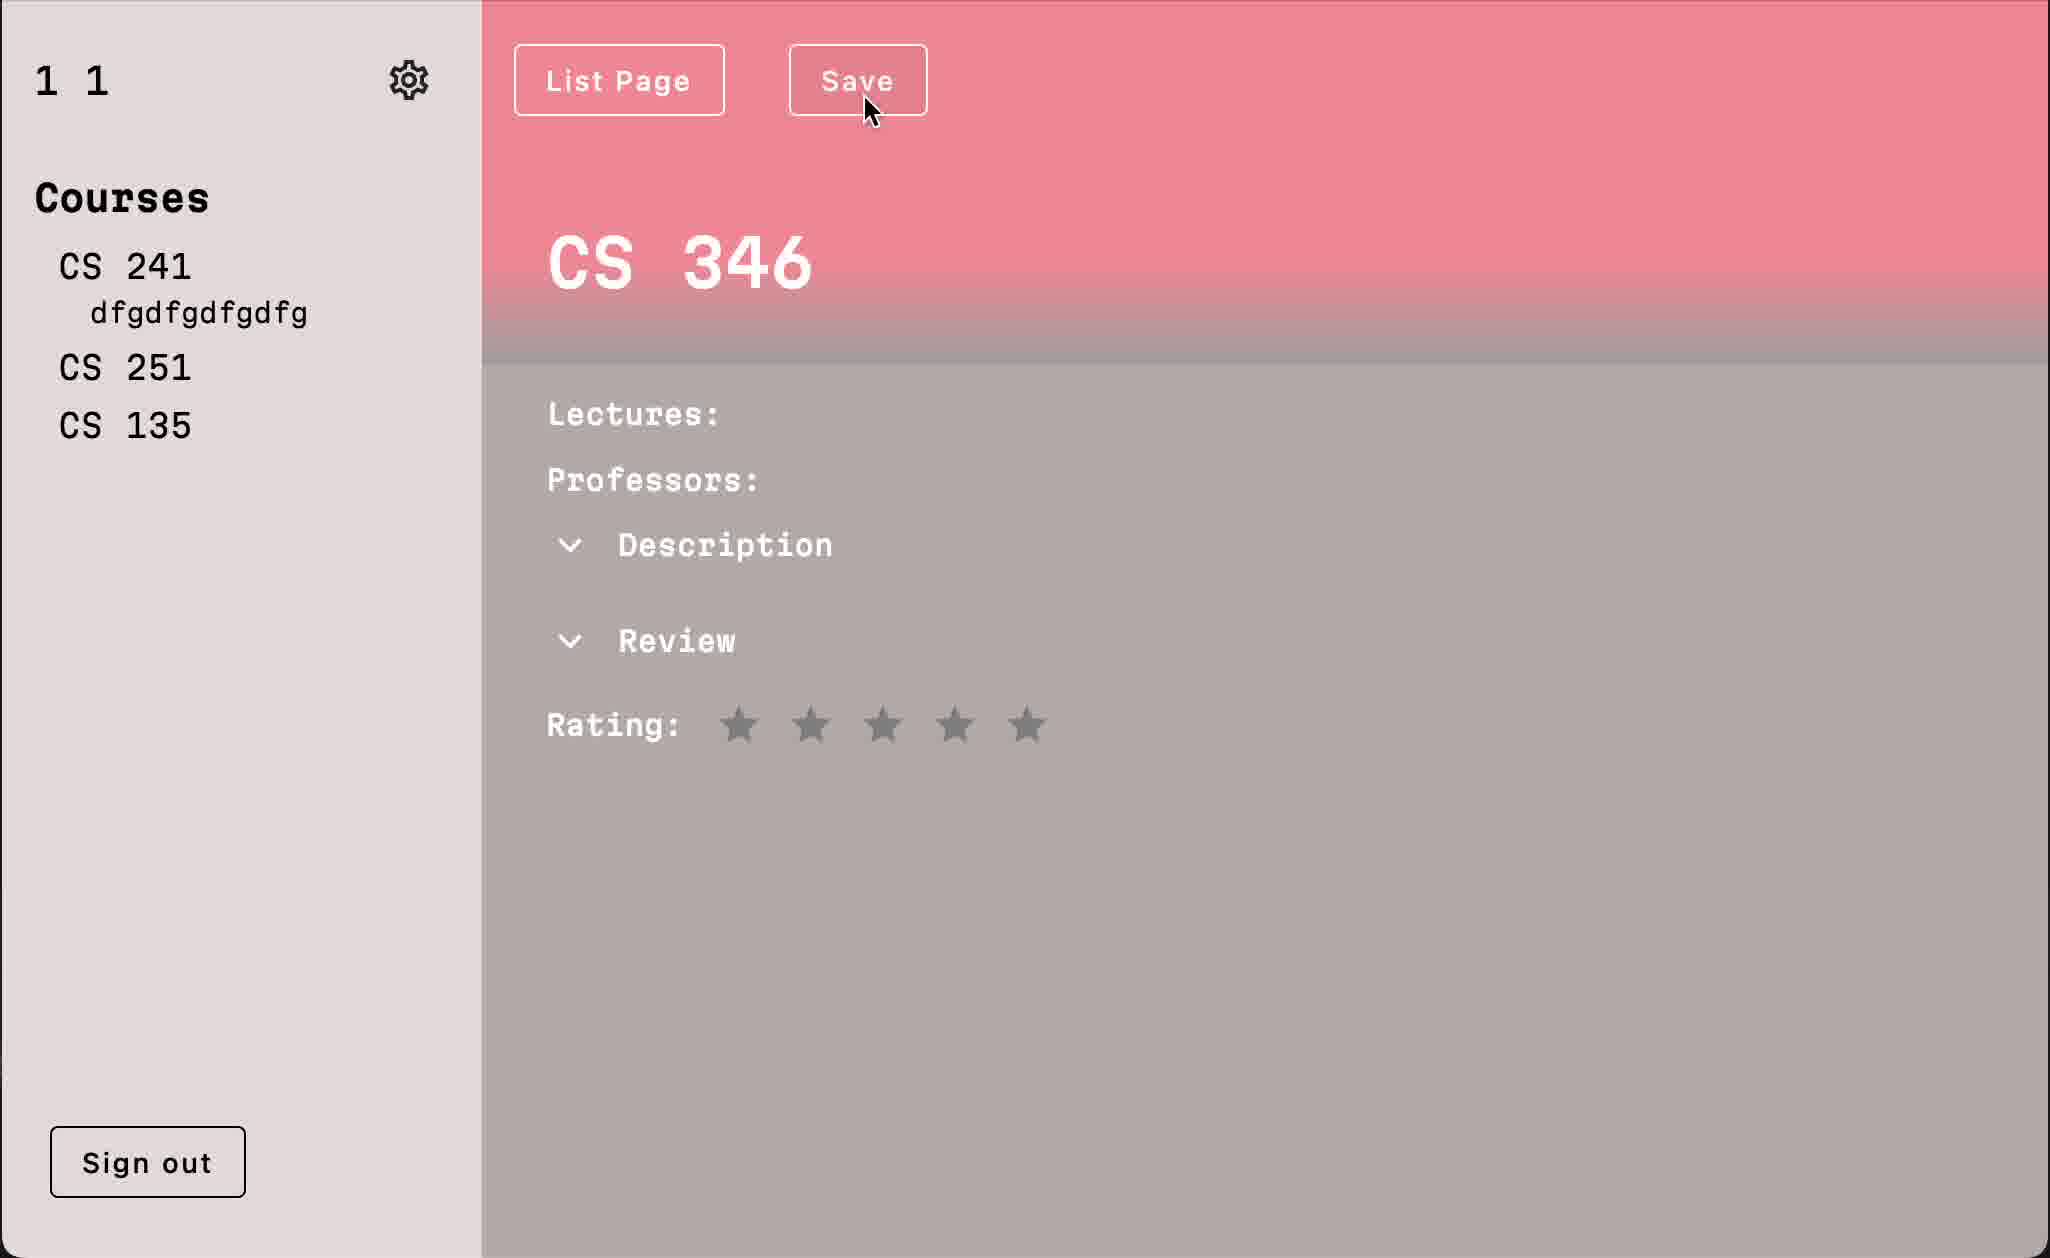 1 1
Courses
CS 241
dfgdfgdfgdfg
CS 251
CS 135
Sign out
List Page
Save
CS 346
Lectures:
Professors:
Description
Review
Rating: